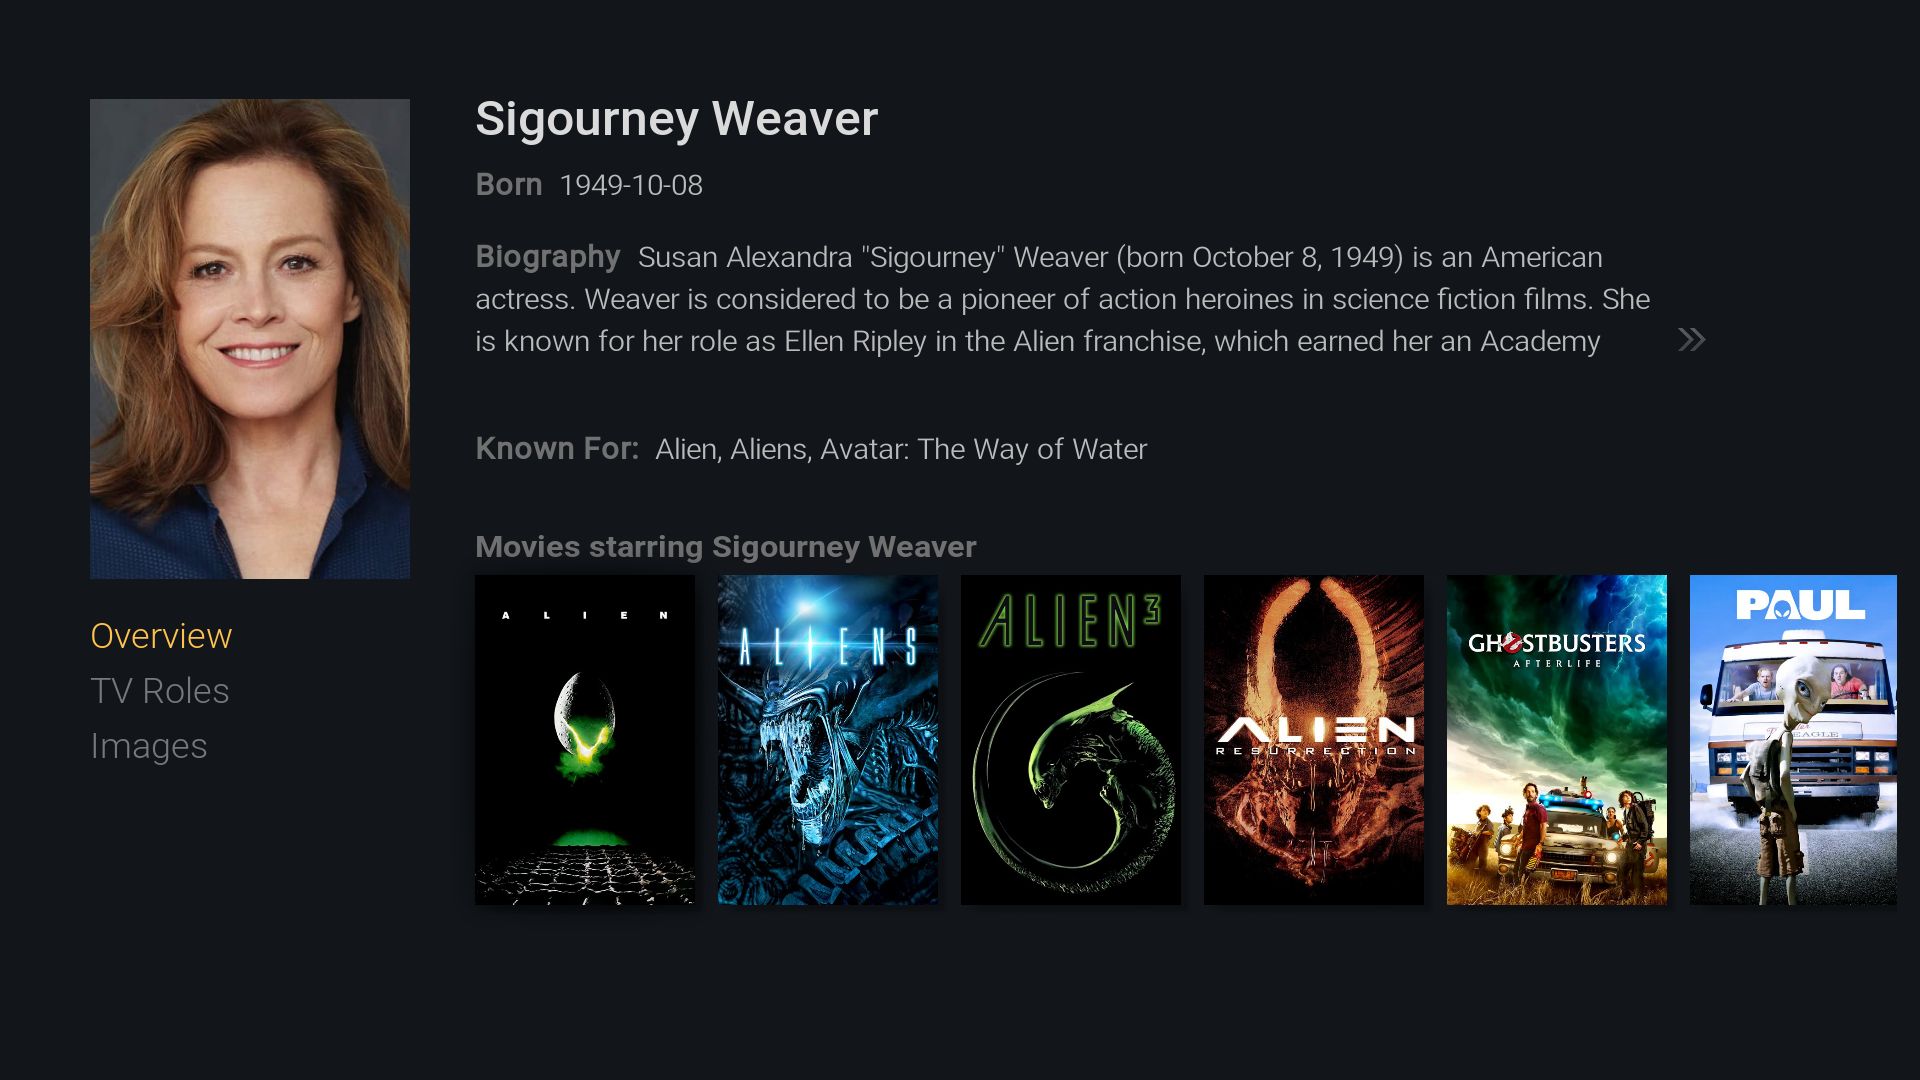 Sigourney Weaver
Born 1949-10-08
Biography Susan Alexandra "Sigourney" Weaver (born October 8, 1949) is an American
actress. Weaver is considered to be a pioneer of action heroines in science fiction films. She
is known for her role as Ellen Ripley in the Alien franchise, which earned her an Academy
Known For: Alien, Aliens, Avatar: The Way of Water
Overview
TV Roles
Images
Movies starring Sigourney Weaver
ALIEN
ALIENS
ALIEN³
ALIEN
RESURRECTION
GHOSTBUSTERS
AFTERLIFE
PAUL
EAGLE